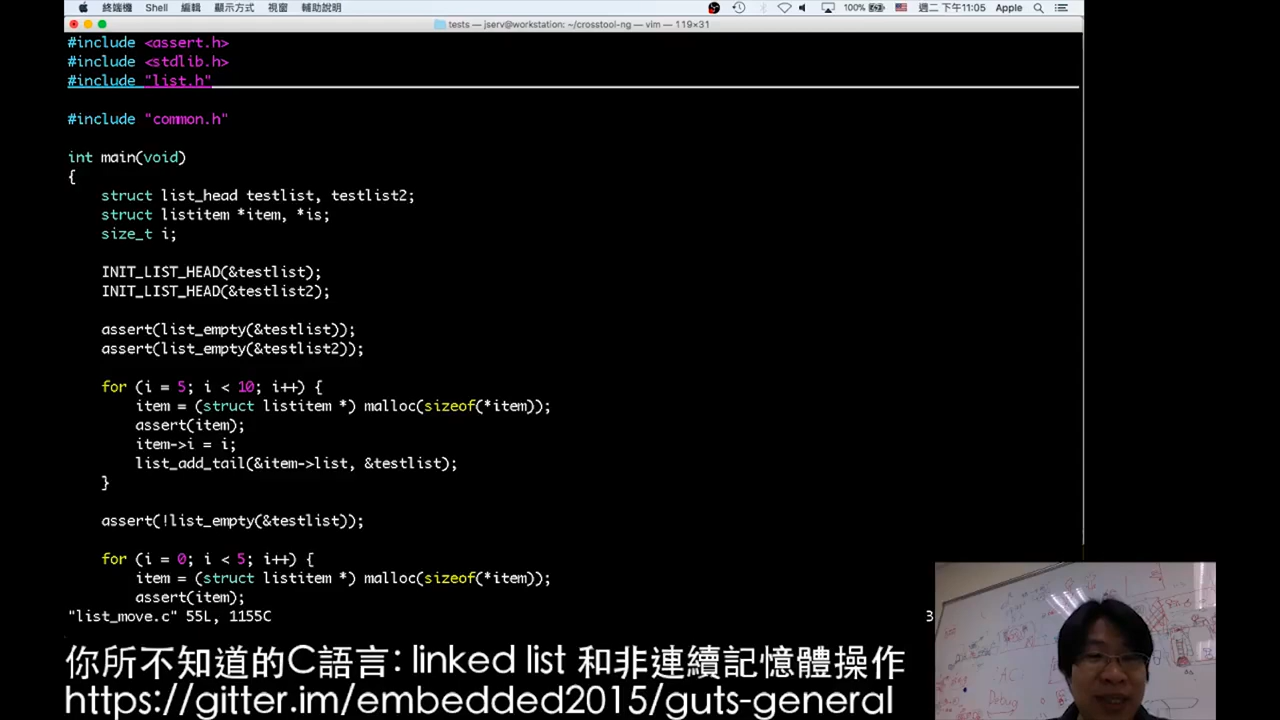 終端機 Shell 編輯 顯示方式 視窗 輔助說明 100% 週二 下午11:05 Apple
tests — jserv@workstation: ~/crosstool-ng — vim — 119×31
#include <assert.h>
#include <stdlib.h>
#include "list.h"
#include "common.h"
int main(void)
{
struct list_head testlist, testlist2;
struct listitem *item, *is;
size_t i;
INIT_LIST_HEAD(&testlist);
INIT_LIST_HEAD(&testlist2);
assert(list_empty(&testlist));
assert(list_empty(&testlist2));
for (i = 5; i < 10; i++) {
item = (struct listitem *) malloc(sizeof(*item));
assert(item);
item->i = i;
list_add_tail(&item->list, &testlist);
}
assert(!list_empty(&testlist));
for (i = 0; i < 5; i++) {
item = (struct listitem *) malloc(sizeof(*item));
assert(item);
"list_move.c" 55L, 1155C 3
你所不知道的C語言: linked list 和非連續記憶體操作
https://gitter.im/embedded2015/guts-general